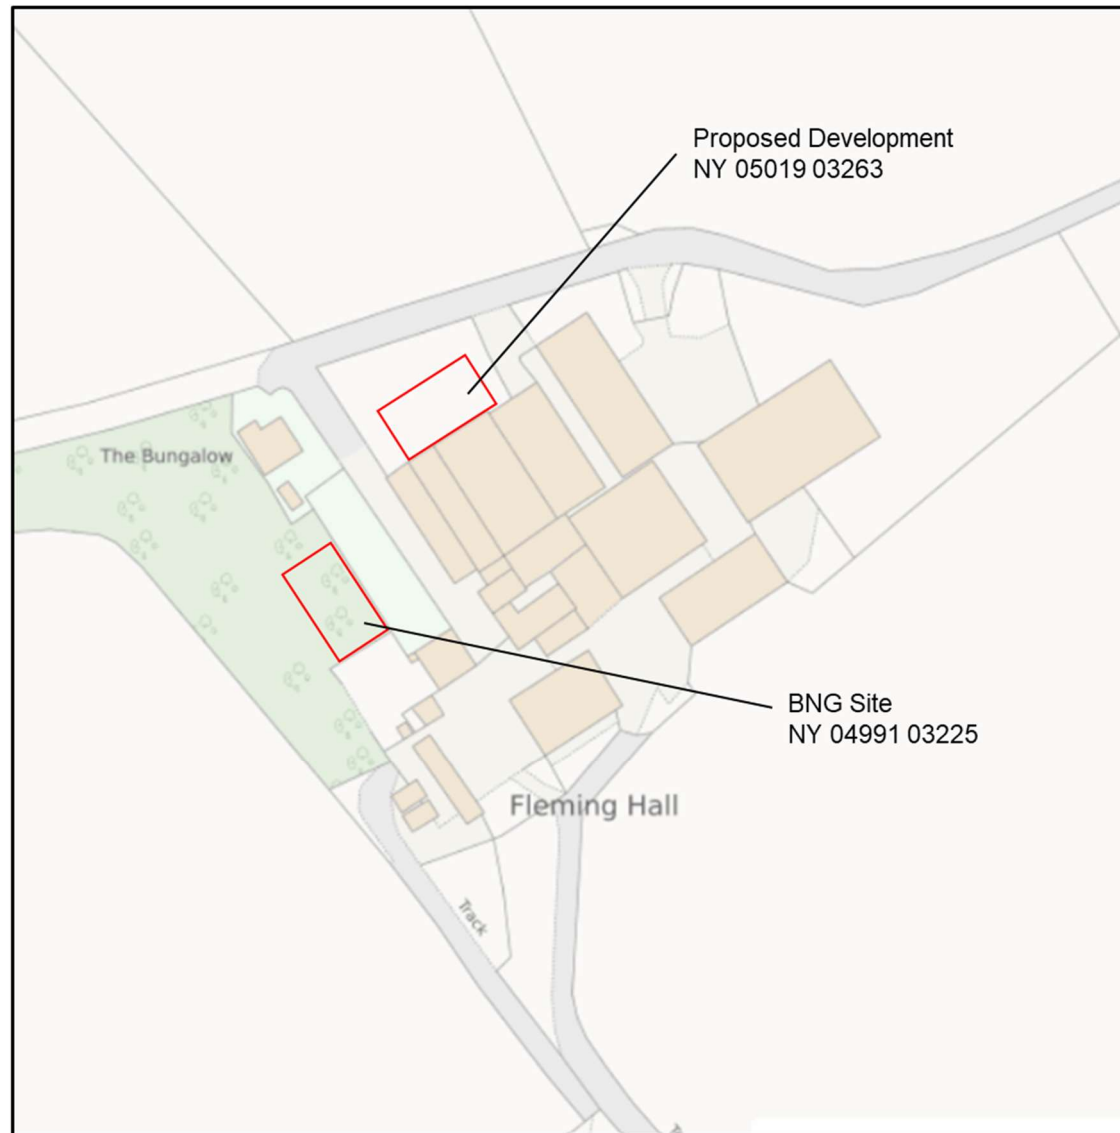 Proposed Development
NY 05019 03263
The Bungalow
BNG Site
NY 04991 03225
Fleming Hall
Track